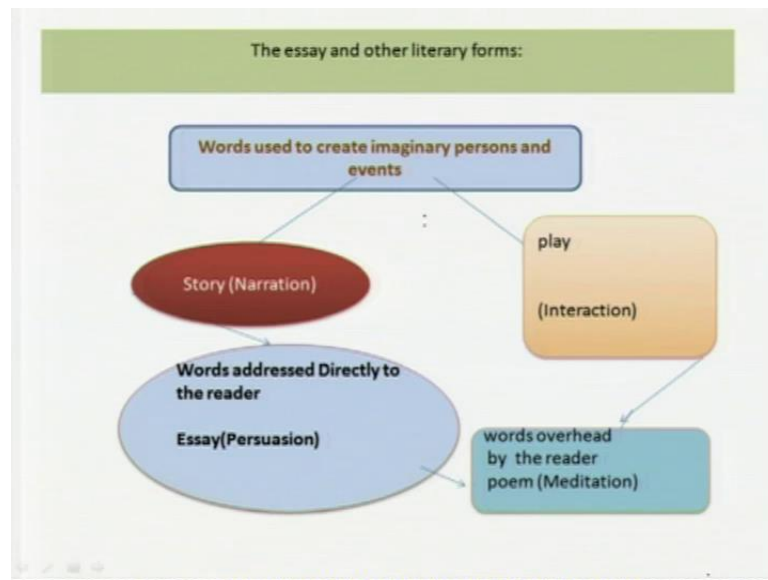 The essay and other literary forms:
Words used to create imaginary persons and
events
:
Story (Narration)
play
(Interaction)
Words addressed Directly to
the reader
Essay(Persuasion)
words overhead
by the reader
poem (Meditation)